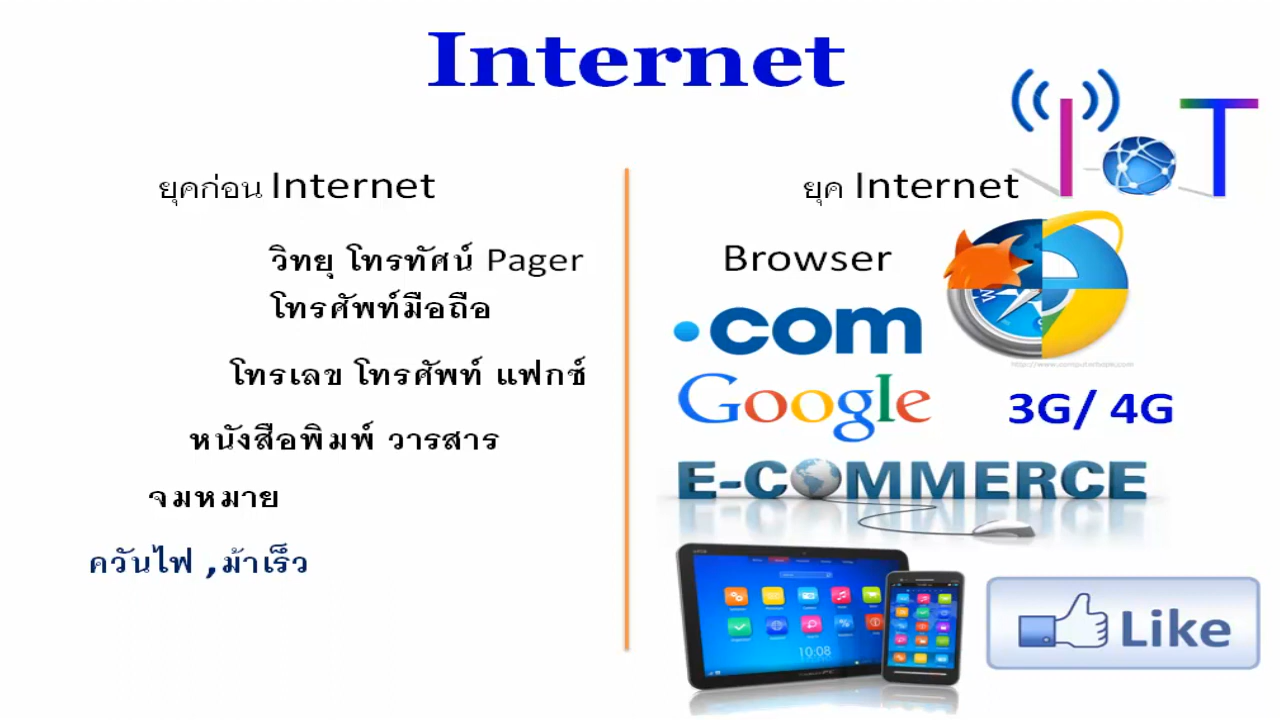 Internet
IoT
ยุคก่อน Internet
วิทยุ โทรทัศน์ Pager
โทรศัพท์มือถือ
โทรเลข โทรศัพท์ แฟกซ์
หนังสือพิมพ์ วารสาร
จมหมาย
ควันไฟ ,ม้าเร็ว
ยุค Internet
Browser
.com
Google
3G/ 4G
E-COMMERCE
10:08
Like